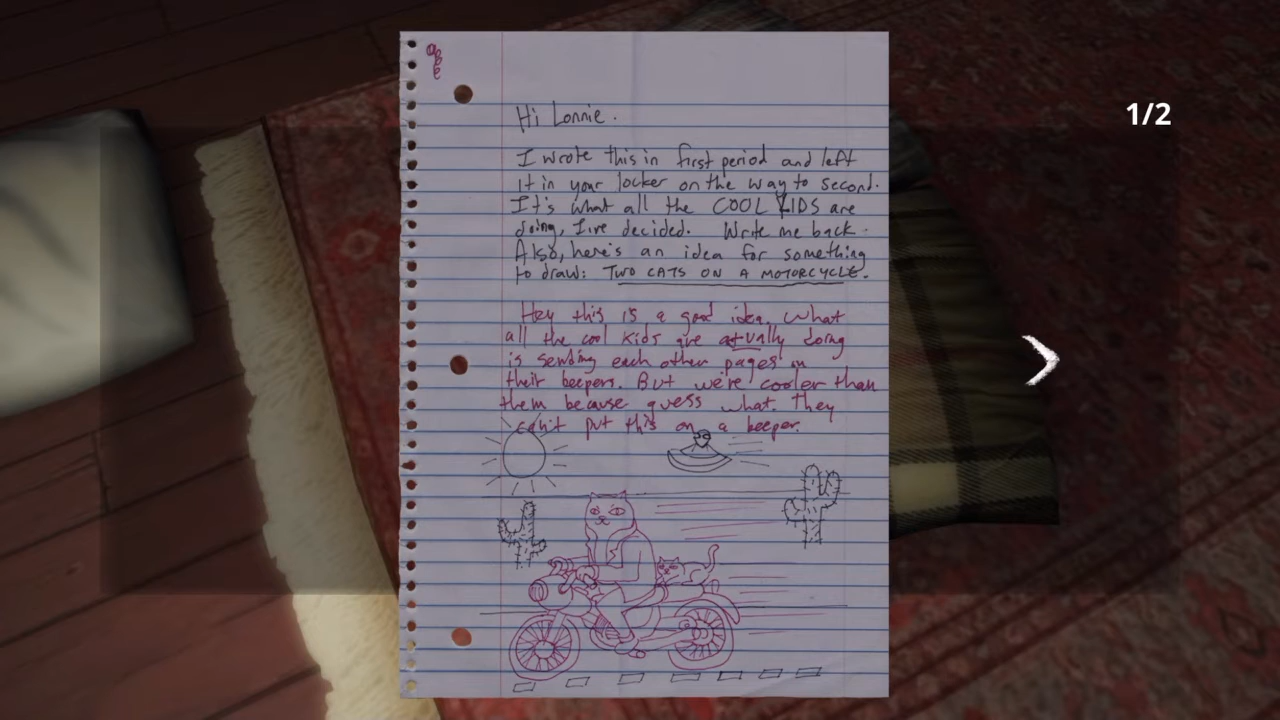 1/2
Hi Lonnie.
I wrote this in first period and left
it in your locker on the way to second.
It's what all the COOL KIDS are
doing, I've decided. Write me back.
Also, here's an idea for something
to draw: TWO CATS ON A MOTORCYCLE.
Hey this is a good idea. What
all the cool kids are actually doing
is sending each other pages on
their beepers. But we're cooler than
them because guess what. They
can't put this on a beeper.